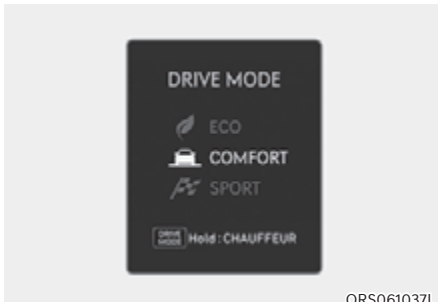 DRIVE MODE
ECO
COMFORT
SPORT
DRIVE MODE Hold : CHAUFFEUR
ORS061037L